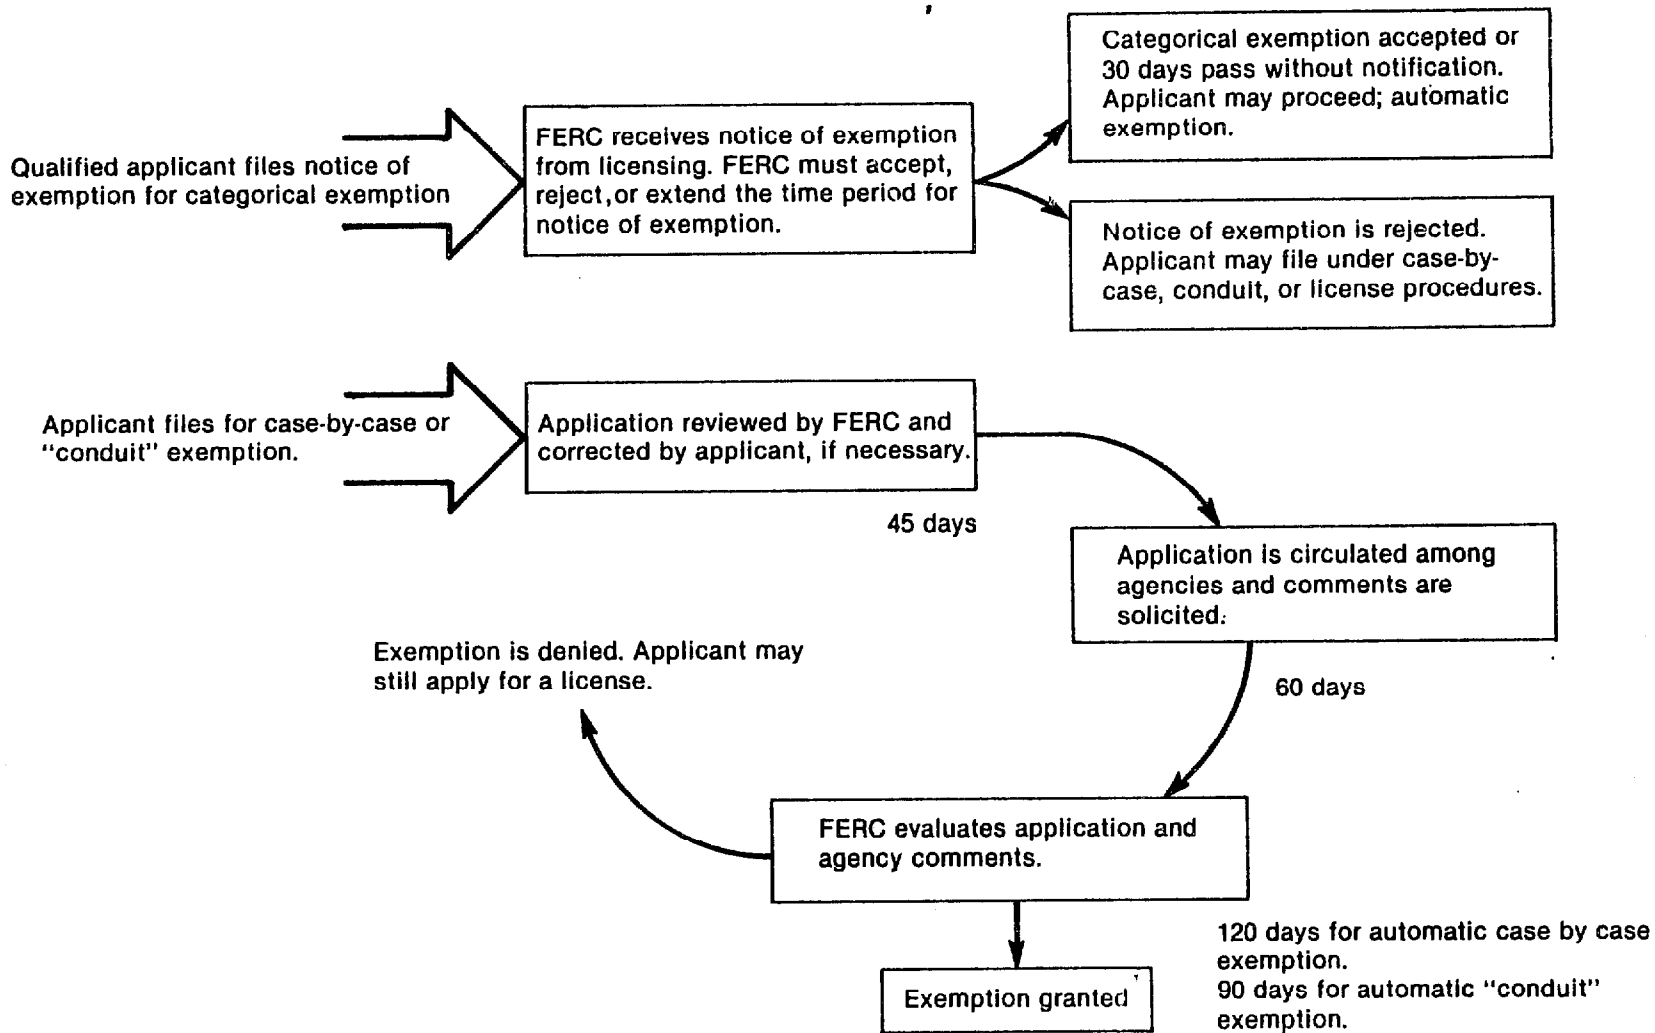 Qualified applicant files notice of
exemption for categorical exemption
FERC receives notice of exemption
from licensing. FERC must accept,
reject, or extend the time period for
notice of exemption.
Categorical exemption accepted or
30 days pass without notification.
Applicant may proceed; automatic
exemption.
Notice of exemption is rejected.
Applicant may file under case-by-
case, conduit, or license procedures.
Applicant files for case-by-case or
“conduit” exemption.
Application reviewed by FERC and
corrected by applicant, if necessary.
45 days
Application is circulated among
agencies and comments are
solicited.
60 days
Exemption is denied. Applicant may
still apply for a license.
FERC evaluates application and
agency comments.
Exemption granted
120 days for automatic case by case
exemption.
90 days for automatic “conduit”
exemption.